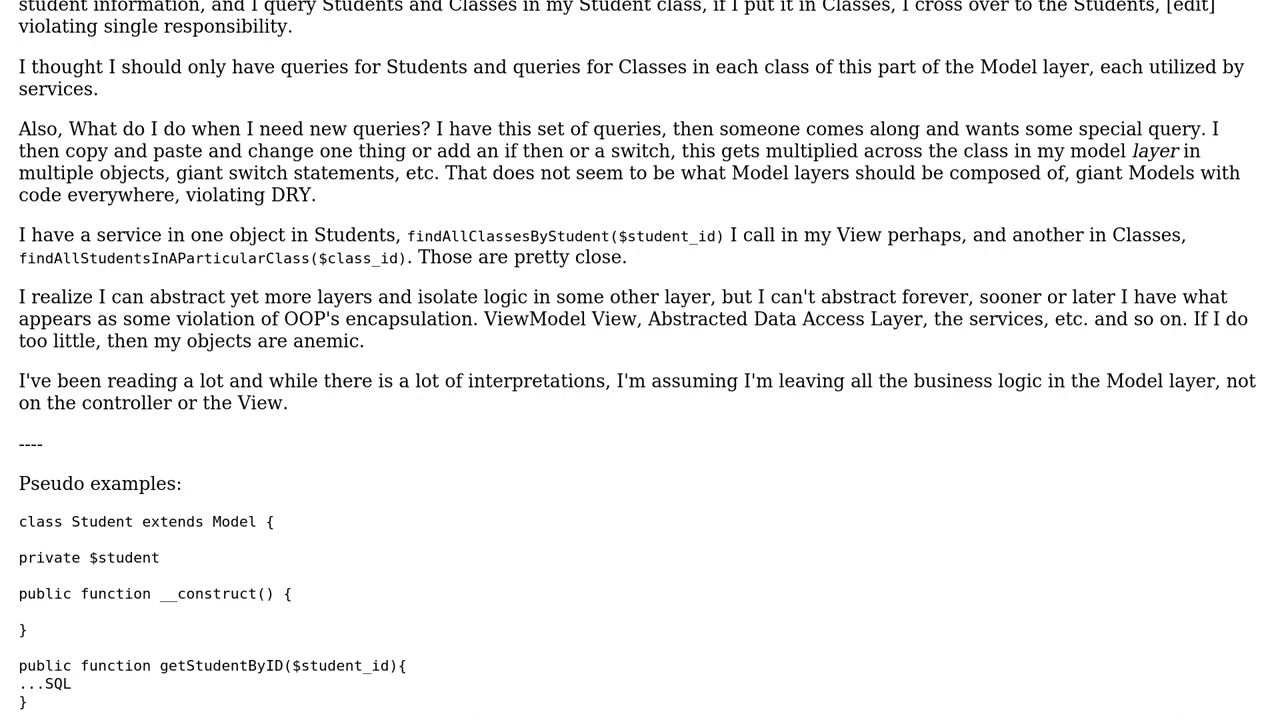 student information, and I query Students and Classes in my Student class, if I put it in Classes, I cross over to the Students, [edit]
violating single responsibility.
I thought I should only have queries for Students and queries for Classes in each class of this part of the Model layer, each utilized by
services.
Also, What do I do when I need new queries? I have this set of queries, then someone comes along and wants some special query. I
then copy and paste and change one thing or add an if then or a switch, this gets multiplied across the class in my model layer in
multiple objects, giant switch statements, etc. That does not seem to be what Model layers should be composed of, giant Models with
code everywhere, violating DRY.
I have a service in one object in Students, findAllClassesByStudent($student_id) I call in my View perhaps, and another in Classes,
findAllStudentsInAParticularClass($class_id). Those are pretty close.
I realize I can abstract yet more layers and isolate logic in some other layer, but I can't abstract forever, sooner or later I have what
appears as some violation of OOP's encapsulation. ViewModel View, Abstracted Data Access Layer, the services, etc. and so on. If I do
too little, then my objects are anemic.
I've been reading a lot and while there is a lot of interpretations, I'm assuming I'm leaving all the business logic in the Model layer, not
on the controller or the View.
----
Pseudo examples:
class Student extends Model {
private $student
public function __construct() {
}
public function getStudentByID($student_id){
...SQL
}